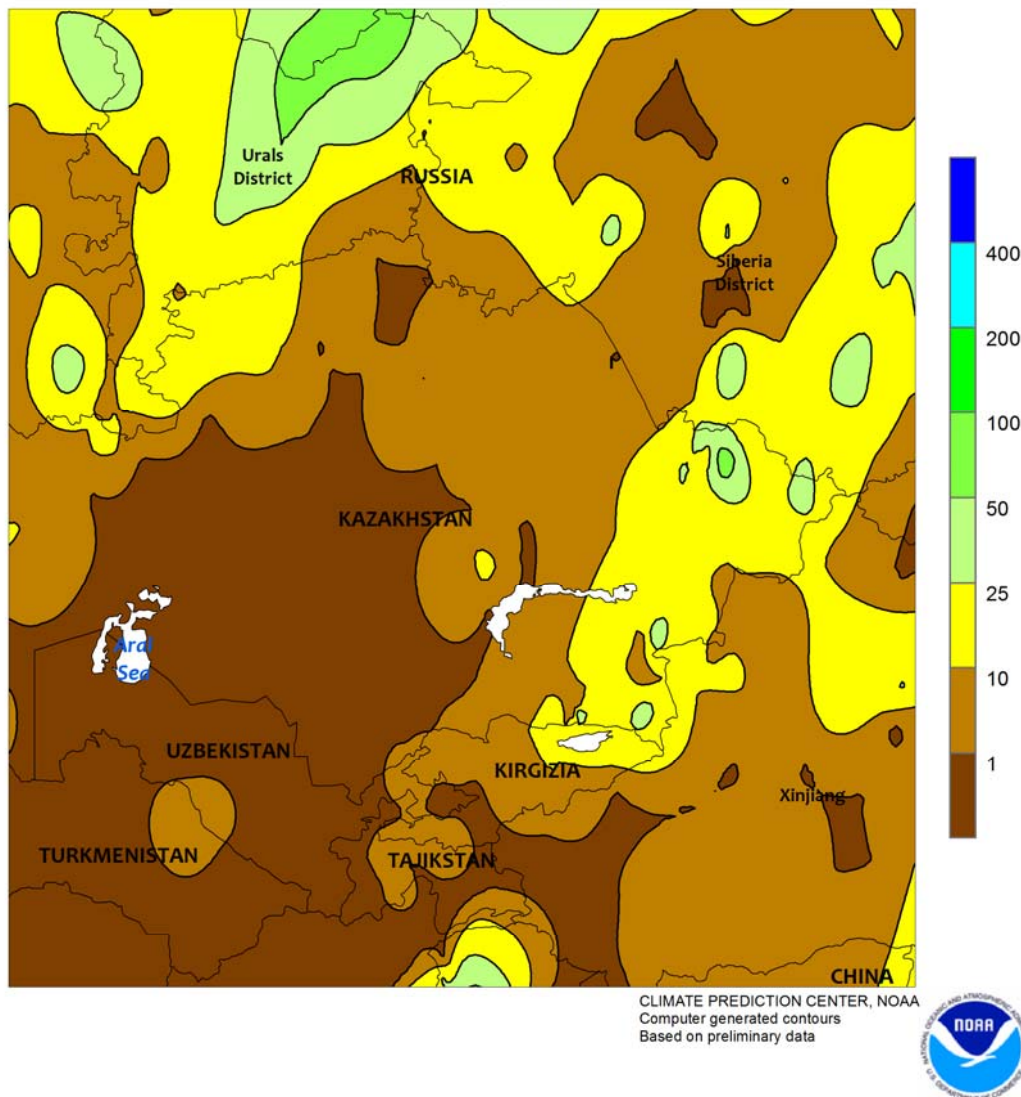 Urals
District
RUSSIA
Siberia
District
KAZAKHSTAN
Aral
Sea
UZBEKISTAN
KIRGIZIA
Xinjiang
TURKMENISTAN
TAJIKSTAN
CHINA
400
200
100
50
25
10
1
CLIMATE PREDICTION CENTER, NOAA
Computer generated contours
Based on preliminary data
NOAA